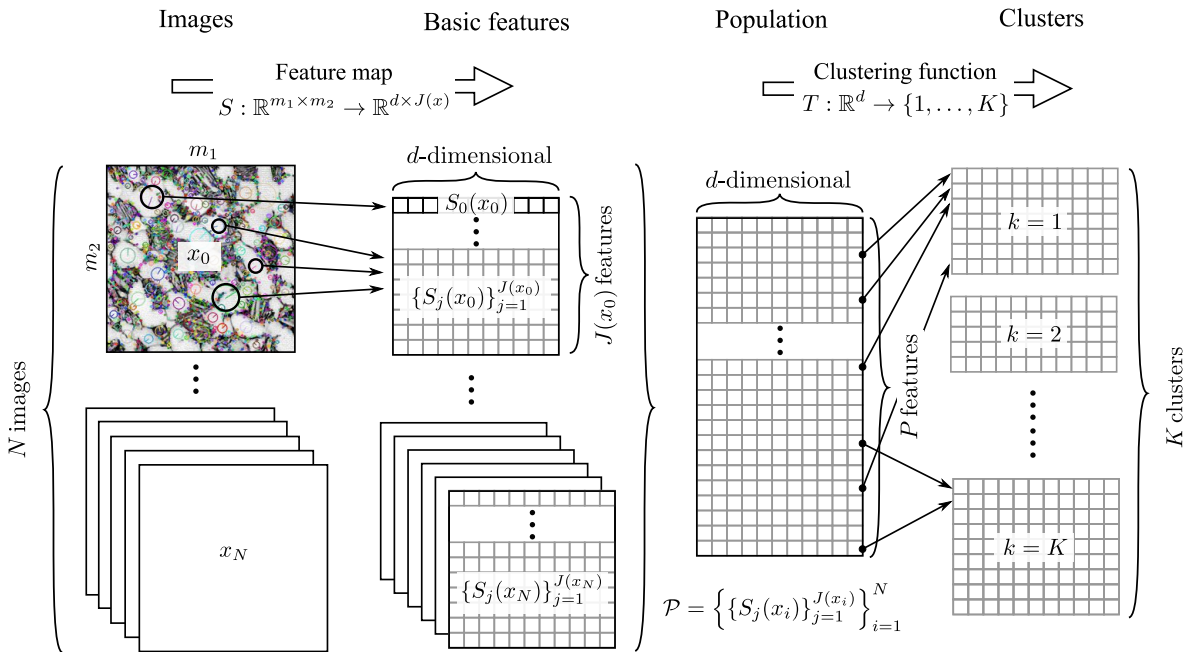 Images
Basic features
Population
Clusters
Feature map
S : ℝ^{m_1×m_2} → ℝ^{d×J(x)}
Clustering function
T : ℝ^d → {1, . . . , K}
m_1
m_2
x_0
N images
x_N
d-dimensional
S_0(x_0)
{S_j(x_0)}_{j=1}^{J(x_0)}
J(x_0) features
{S_j(x_N)}_{j=1}^{J(x_N)}
d-dimensional
P features
𝒫 = {{S_j(x_i)}_{j=1}^{J(x_i)}}_{i=1}^{N}
k = 1
k = 2
k = K
K clusters